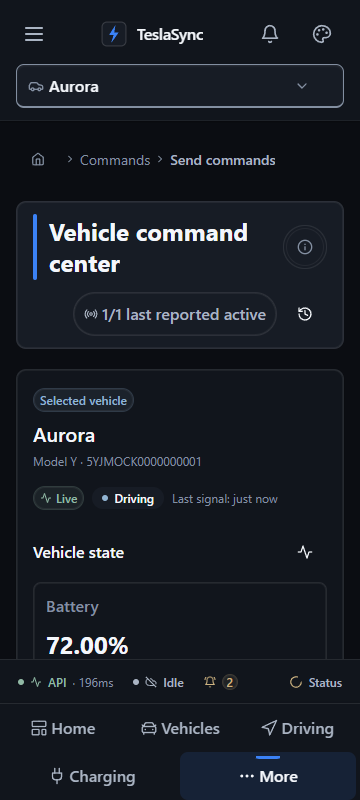 TeslaSync
Aurora
Commands Send commands
Vehicle command
center
1/1 last reported active
Selected vehicle
Aurora
Model Y · 5YJMOCK0000000001
Live Driving Last signal: just now
Vehicle state
Battery
72.00%
API · 196ms Idle 2 Status
Home Vehicles Driving
Charging More